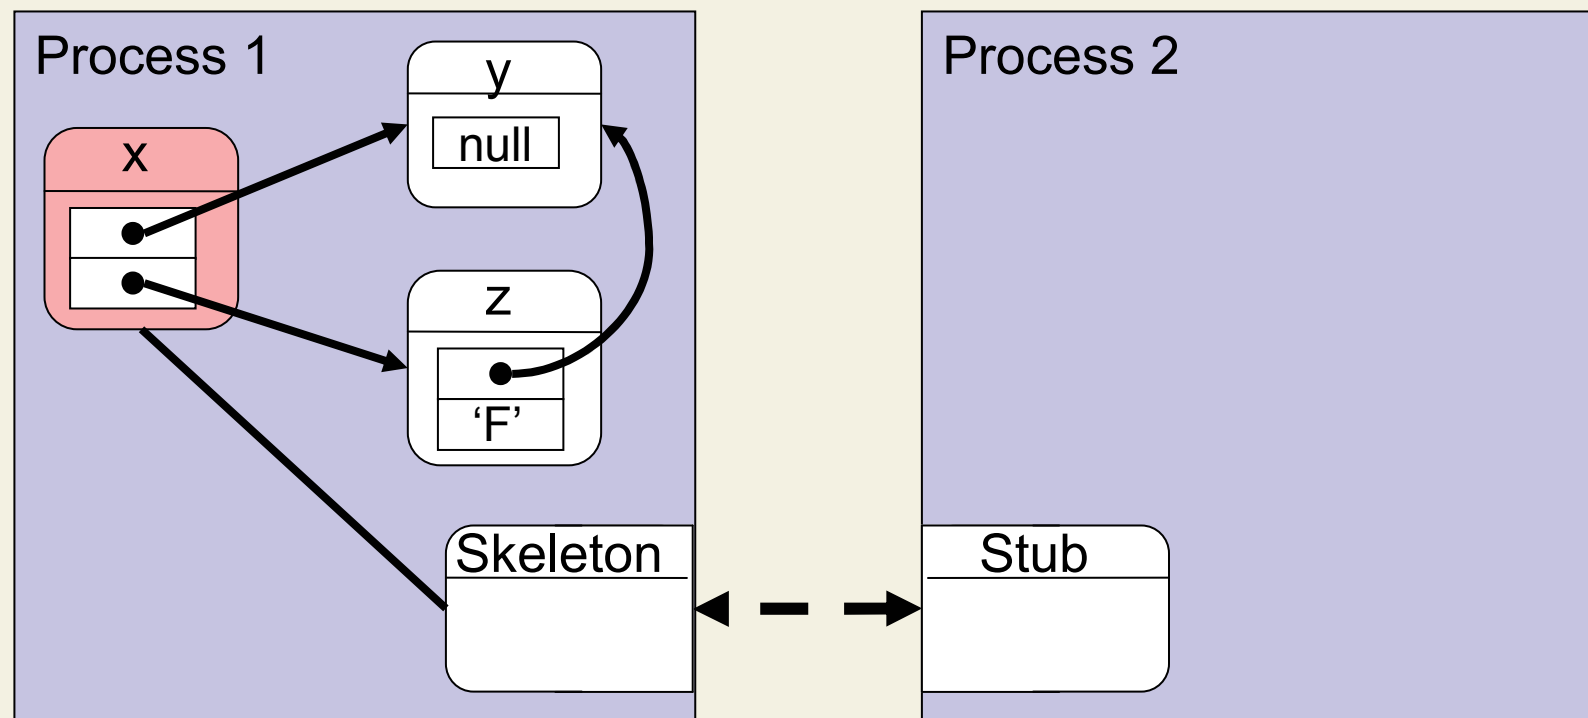 Process 1
y
null
x
z
‘F’
Skeleton
Process 2
Stub